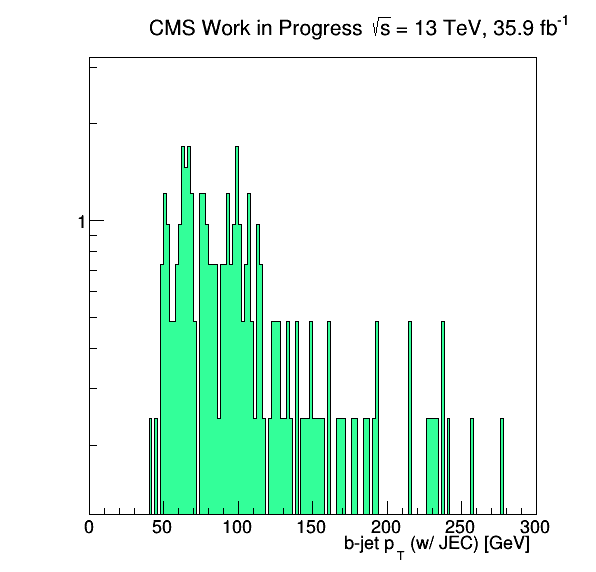 CMS Work in Progress √s = 13 TeV, 35.9 fb⁻¹
1
0 50 100 150 200 250 300
b-jet p_T (w/ JEC) [GeV]